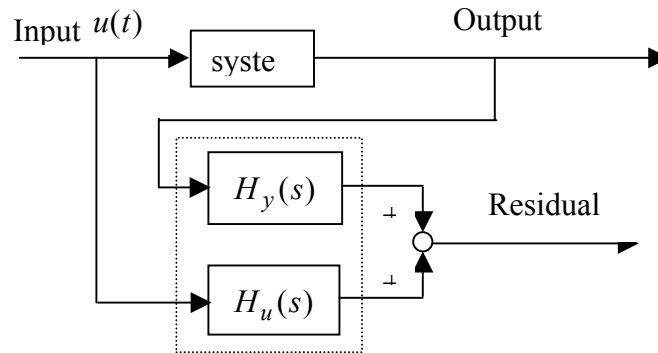 Input u(t)
Output
syste
H_y(s)
+
Residual
+
H_u(s)